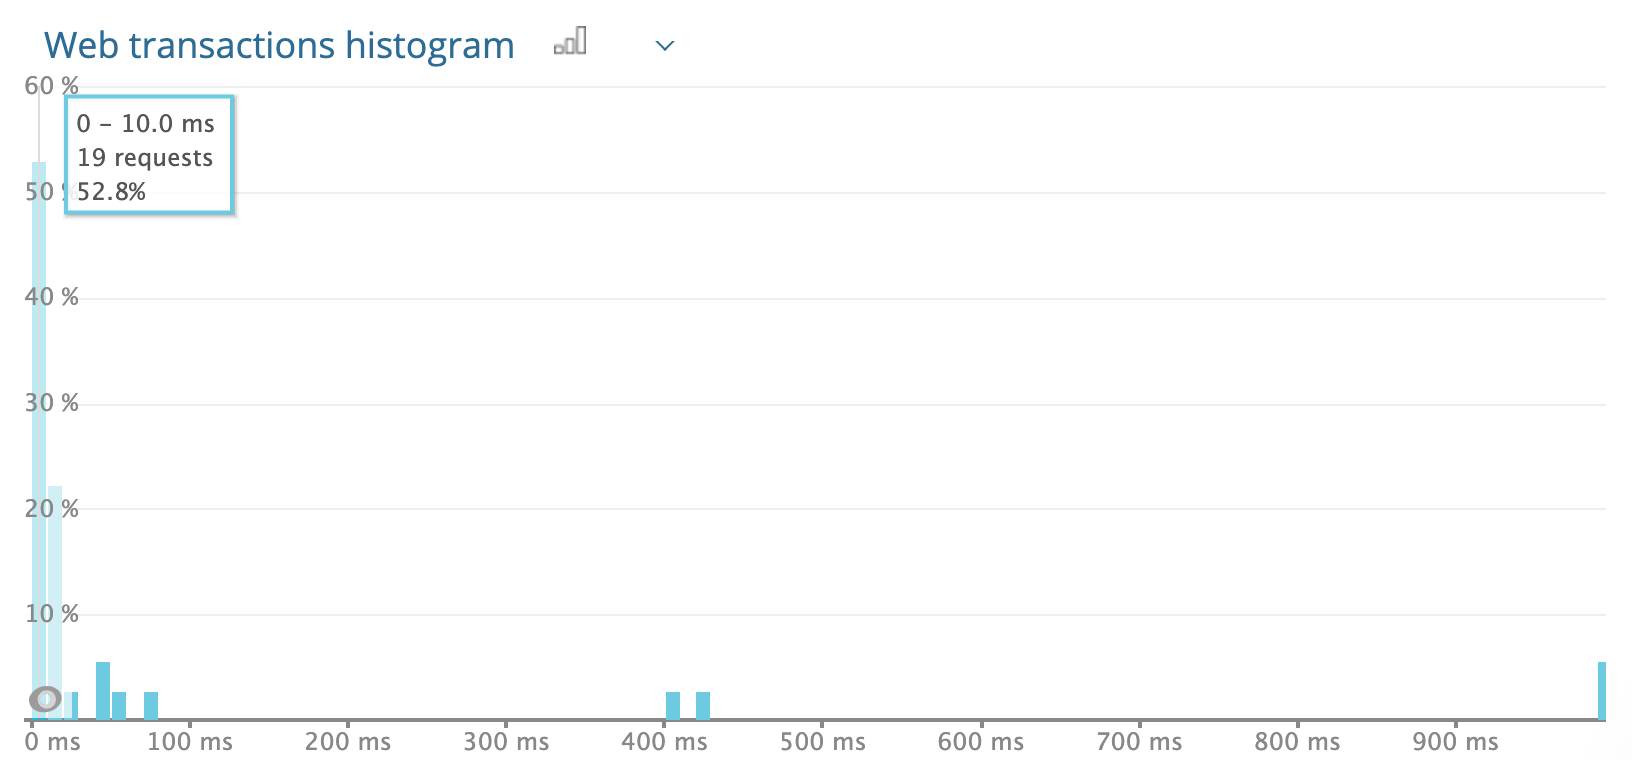 Web transactions histogram
60 %
0 – 10.0 ms
19 requests
50 %
52.8%
40 %
30 %
20 %
10 %
0 ms 100 ms 200 ms 300 ms 400 ms 500 ms 600 ms 700 ms 800 ms 900 ms